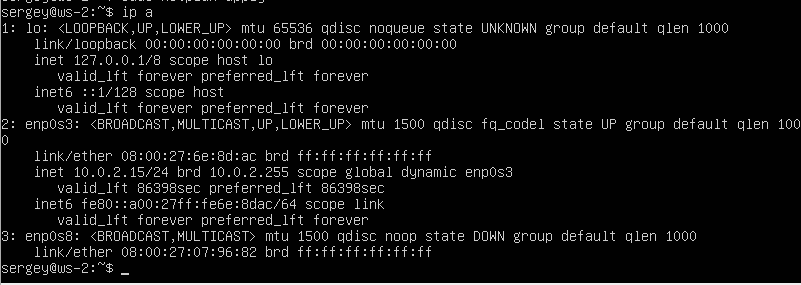 sergey@ws-2:~$ ip a
1: lo: <LOOPBACK,UP,LOWER_UP> mtu 65536 qdisc noqueue state UNKNOWN group default qlen 1000
    link/loopback 00:00:00:00:00:00 brd 00:00:00:00:00:00
    inet 127.0.0.1/8 scope host lo
       valid_lft forever preferred_lft forever
    inet6 ::1/128 scope host
       valid_lft forever preferred_lft forever
2: enp0s3: <BROADCAST,MULTICAST,UP,LOWER_UP> mtu 1500 qdisc fq_codel state UP group default qlen 100
0
    link/ether 08:00:27:6e:8d:ac brd ff:ff:ff:ff:ff:ff
    inet 10.0.2.15/24 brd 10.0.2.255 scope global dynamic enp0s3
       valid_lft 86398sec preferred_lft 86398sec
    inet6 fe80::a00:27ff:fe6e:8dac/64 scope link
       valid_lft forever preferred_lft forever
3: enp0s8: <BROADCAST,MULTICAST> mtu 1500 qdisc noop state DOWN group default qlen 1000
    link/ether 08:00:27:07:96:82 brd ff:ff:ff:ff:ff:ff
sergey@ws-2:~$ _